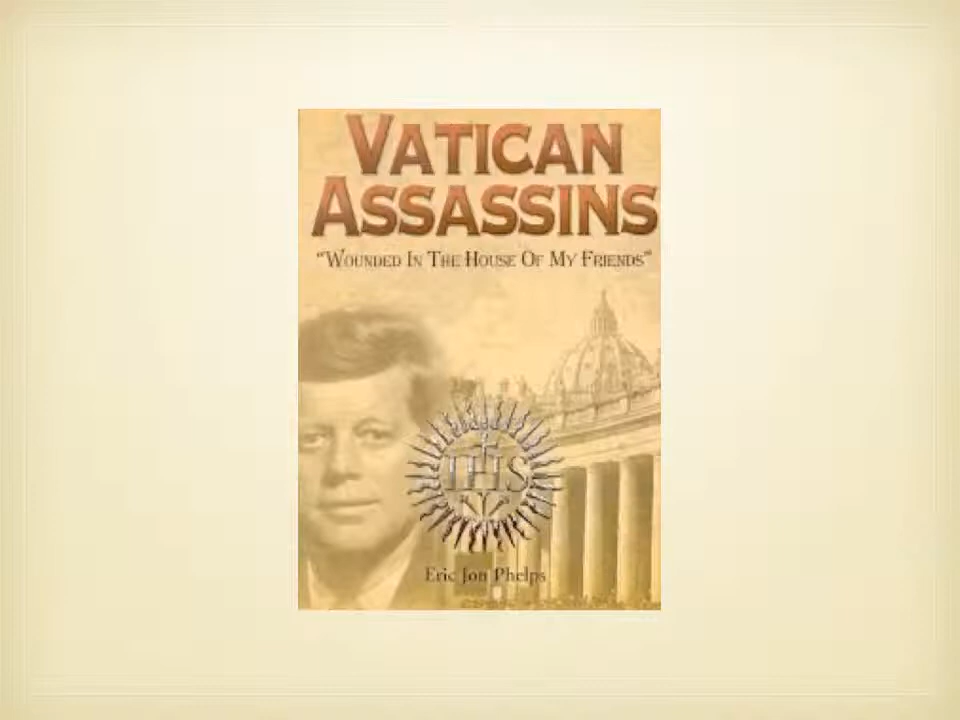 VATICAN
ASSASSINS
"WOUNDED IN THE HOUSE OF MY FRIENDS"
IHS
Eric Jon Phelps